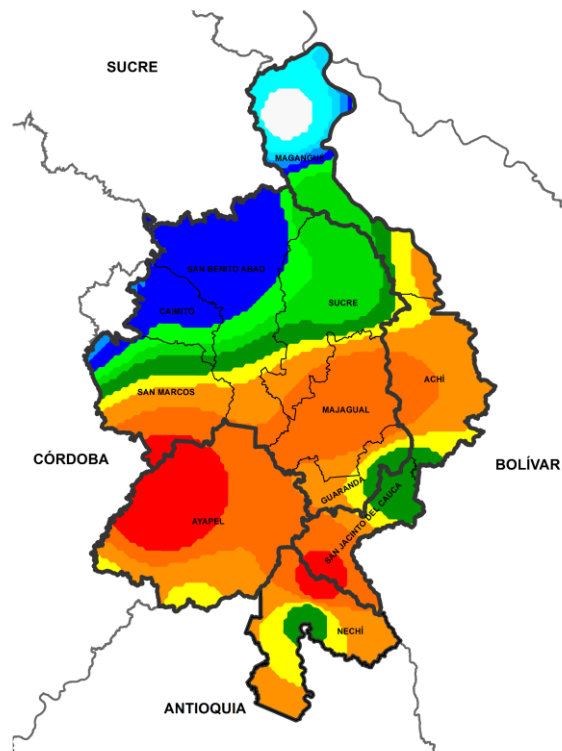 SUCRE
MAGANGUE
SAN BENITO ABAD
SUCRE
CAIMITO
ACHÍ
SAN MARCOS
MAJAGUAL
CÓRDOBA
BOLÍVAR
GUARANDA
SAN JACINTO DEL CAUCA
AYAPEL
NECHÍ
ANTIOQUIA